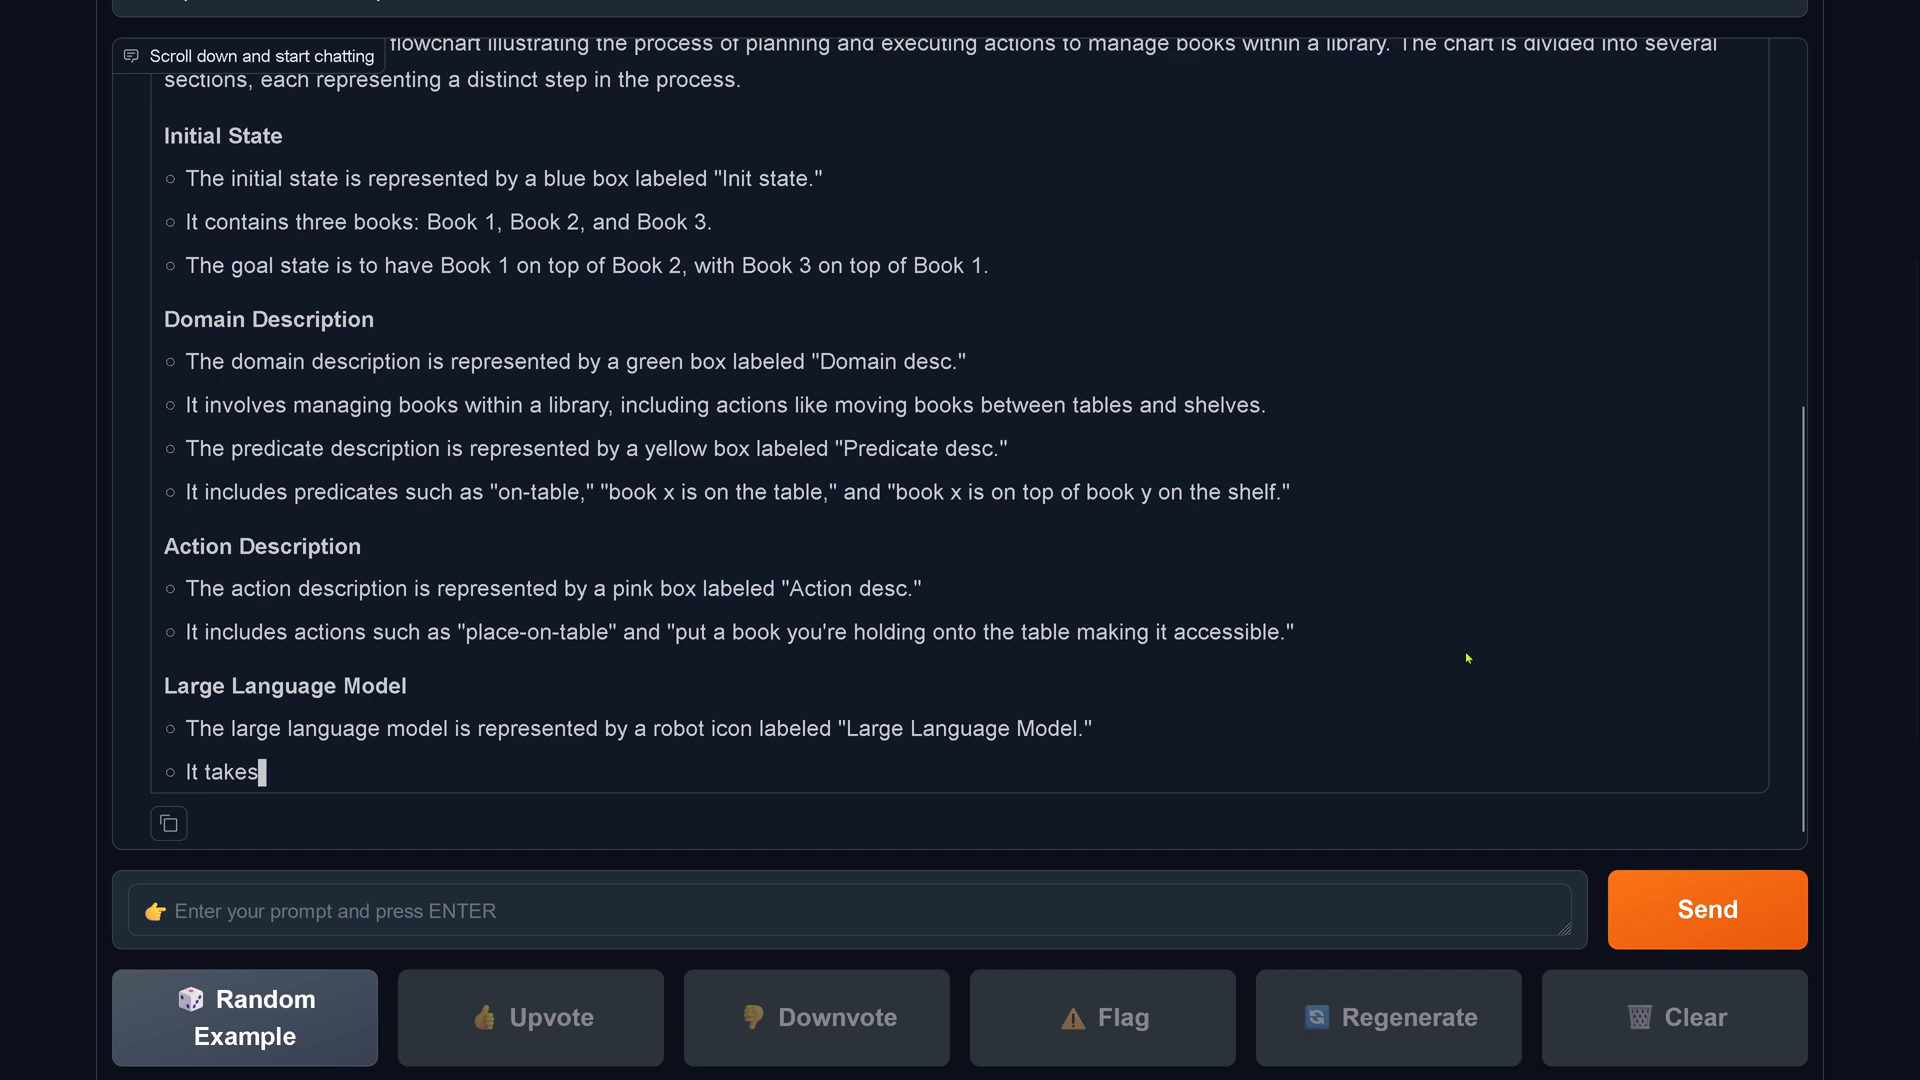 Scroll down and start chatting
flowchart illustrating the process of planning and executing actions to manage books within a library. The chart is divided into several
sections, each representing a distinct step in the process.
Initial State
The initial state is represented by a blue box labeled "Init state."
It contains three books: Book 1, Book 2, and Book 3.
The goal state is to have Book 1 on top of Book 2, with Book 3 on top of Book 1.
Domain Description
The domain description is represented by a green box labeled "Domain desc."
It involves managing books within a library, including actions like moving books between tables and shelves.
The predicate description is represented by a yellow box labeled "Predicate desc."
It includes predicates such as "on-table," "book x is on the table," and "book x is on top of book y on the shelf."
Action Description
The action description is represented by a pink box labeled "Action desc."
It includes actions such as "place-on-table" and "put a book you're holding onto the table making it accessible."
Large Language Model
The large language model is represented by a robot icon labeled "Large Language Model."
It takes
👉 Enter your prompt and press ENTER
Send
🎲 Random
Example
👍 Upvote
👎 Downvote
⚠️ Flag
🔄 Regenerate
🗑️ Clear